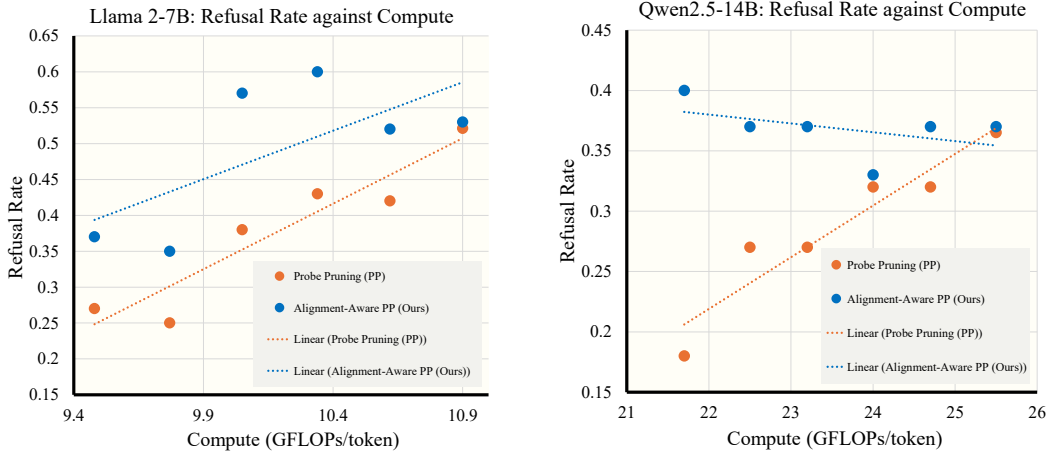 Llama 2-7B: Refusal Rate against Compute
0.65
0.6
0.55
0.5
0.45
0.4
0.35
0.3
0.25
0.2
0.15
Refusal Rate
Probe Pruning (PP)
Alignment-Aware PP (Ours)
Linear (Probe Pruning (PP))
Linear (Alignment-Aware PP (Ours))
9.4 9.9 10.4 10.9
Compute (GFLOPs/token)
Qwen2.5-14B: Refusal Rate against Compute
0.45
0.4
0.35
0.3
0.25
0.2
0.15
Refusal Rate
Probe Pruning (PP)
Alignment-Aware PP (Ours)
Linear (Probe Pruning (PP))
Linear (Alignment-Aware PP (Ours))
21 22 23 24 25 26
Compute (GFLOPs/token)